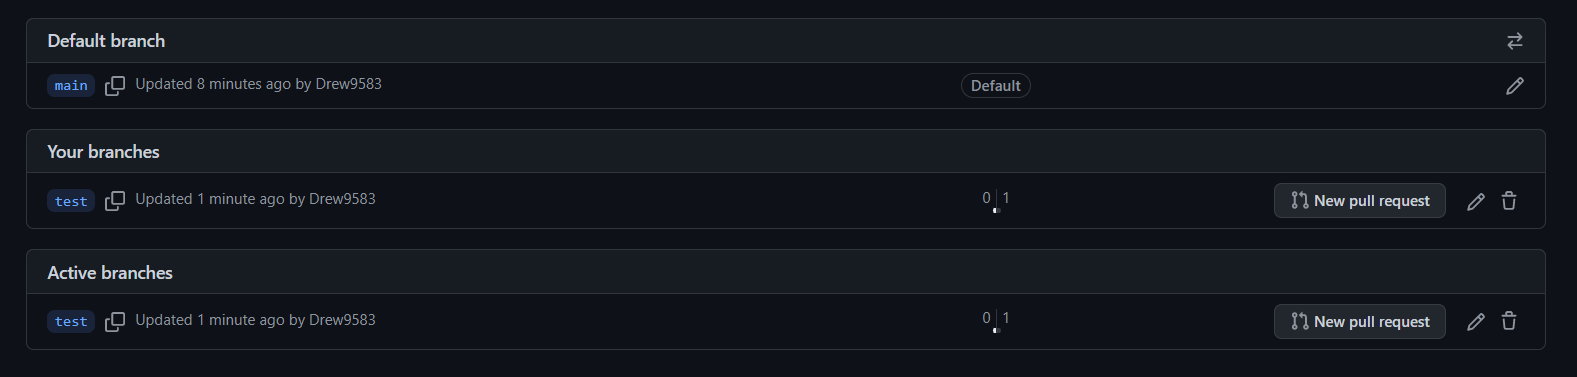 Default branch
main Updated 8 minutes ago by Drew9583 Default
Your branches
test Updated 1 minute ago by Drew9583 0 1 New pull request
Active branches
test Updated 1 minute ago by Drew9583 0 1 New pull request